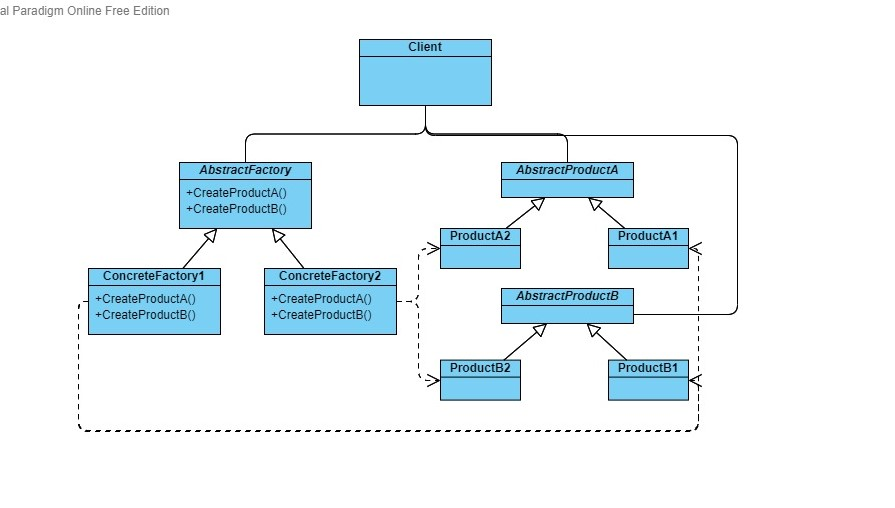 al Paradigm Online Free Edition
Client
AbstractFactory
+CreateProductA()
+CreateProductB()
AbstractProductA
ProductA2
ProductA1
ConcreteFactory1
+CreateProductA()
+CreateProductB()
ConcreteFactory2
+CreateProductA()
+CreateProductB()
AbstractProductB
ProductB2
ProductB1